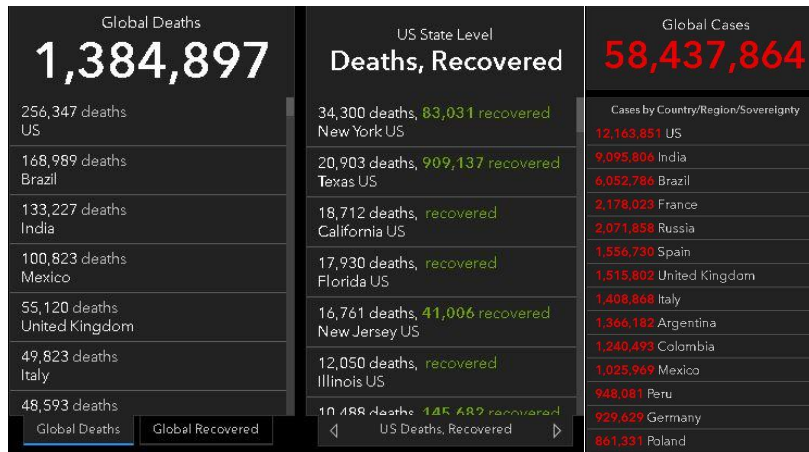 Global Deaths
1,384,897
256,347 deaths
US
168,989 deaths
Brazil
133,227 deaths
India
100,823 deaths
Mexico
55,120 deaths
United Kingdom
49,823 deaths
Italy
48,593 deaths
Global Deaths
Global Recovered
US State Level
Deaths, Recovered
34,300 deaths, 83,031 recovered
New York US
20,903 deaths, 909,137 recovered
Texas US
18,712 deaths, recovered
California US
17,930 deaths, recovered
Florida US
16,761 deaths, 41,006 recovered
New Jersey US
12,050 deaths, recovered
Illinois US
10,488 deaths, 145,682 recovered
US Deaths, Recovered
Global Cases
58,437,864
Cases by Country/Region/Sovereignty
12,163,851 US
9,095,806 India
6,052,786 Brazil
2,178,023 France
2,071,858 Russia
1,556,730 Spain
1,515,802 United Kingdom
1,408,868 Italy
1,366,182 Argentina
1,240,493 Colombia
1,025,969 Mexico
948,081 Peru
929,629 Germany
861,331 Poland